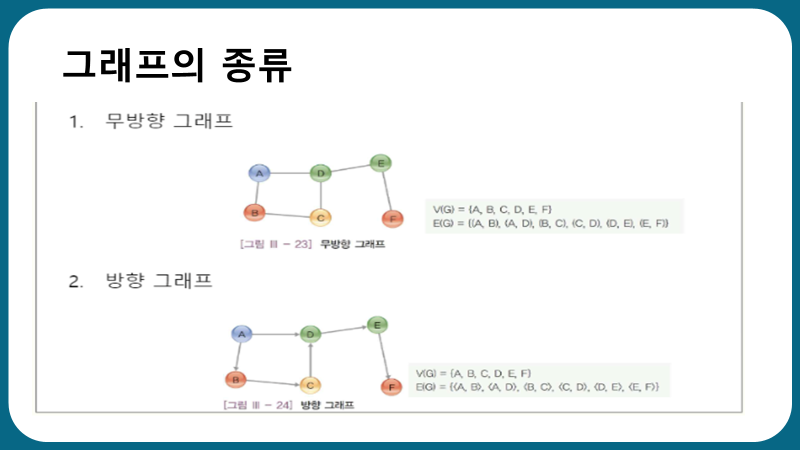 그래프의 종류
1. 무방향 그래프
A
D
E
B
C
F
V(G) = {A, B, C, D, E, F}
E(G) = {(A, B), (A, D), (B, C), (C, D), (D, E), (E, F)}
[그림 Ⅲ - 23] 무방향 그래프
2. 방향 그래프
A
D
E
B
C
F
V(G) = {A, B, C, D, E, F}
E(G) = {⟨A, B⟩, ⟨A, D⟩, ⟨B, C⟩, ⟨C, D⟩, ⟨D, E⟩, ⟨E, F⟩}
[그림 Ⅲ - 24] 방향 그래프